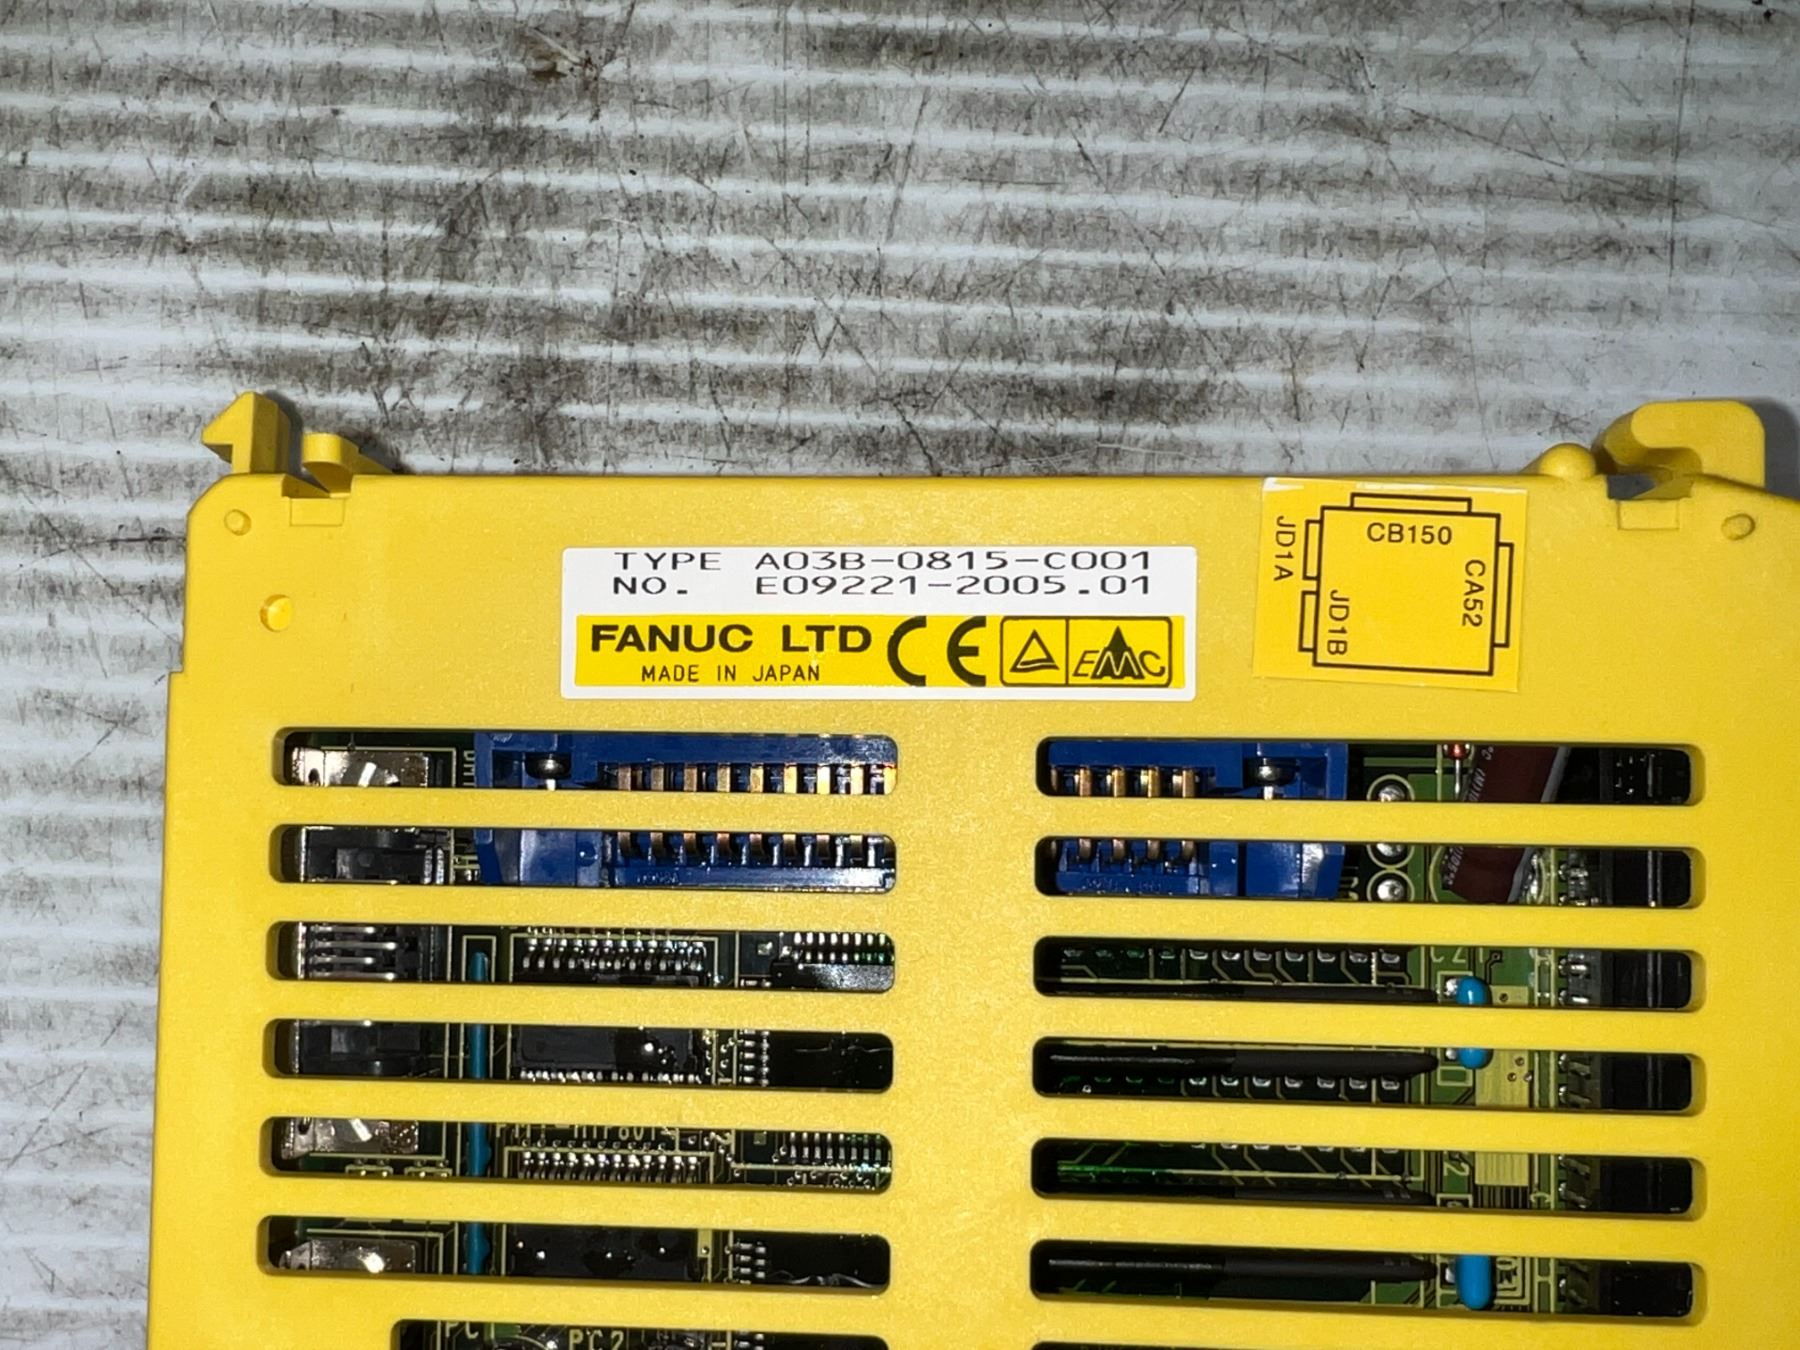 TYPE A03B-0815-C001
NO. E09221-2005.01
FANUC LTD CE EMC
MADE IN JAPAN
CB150
JD1A
CA52
JD1B
PC2